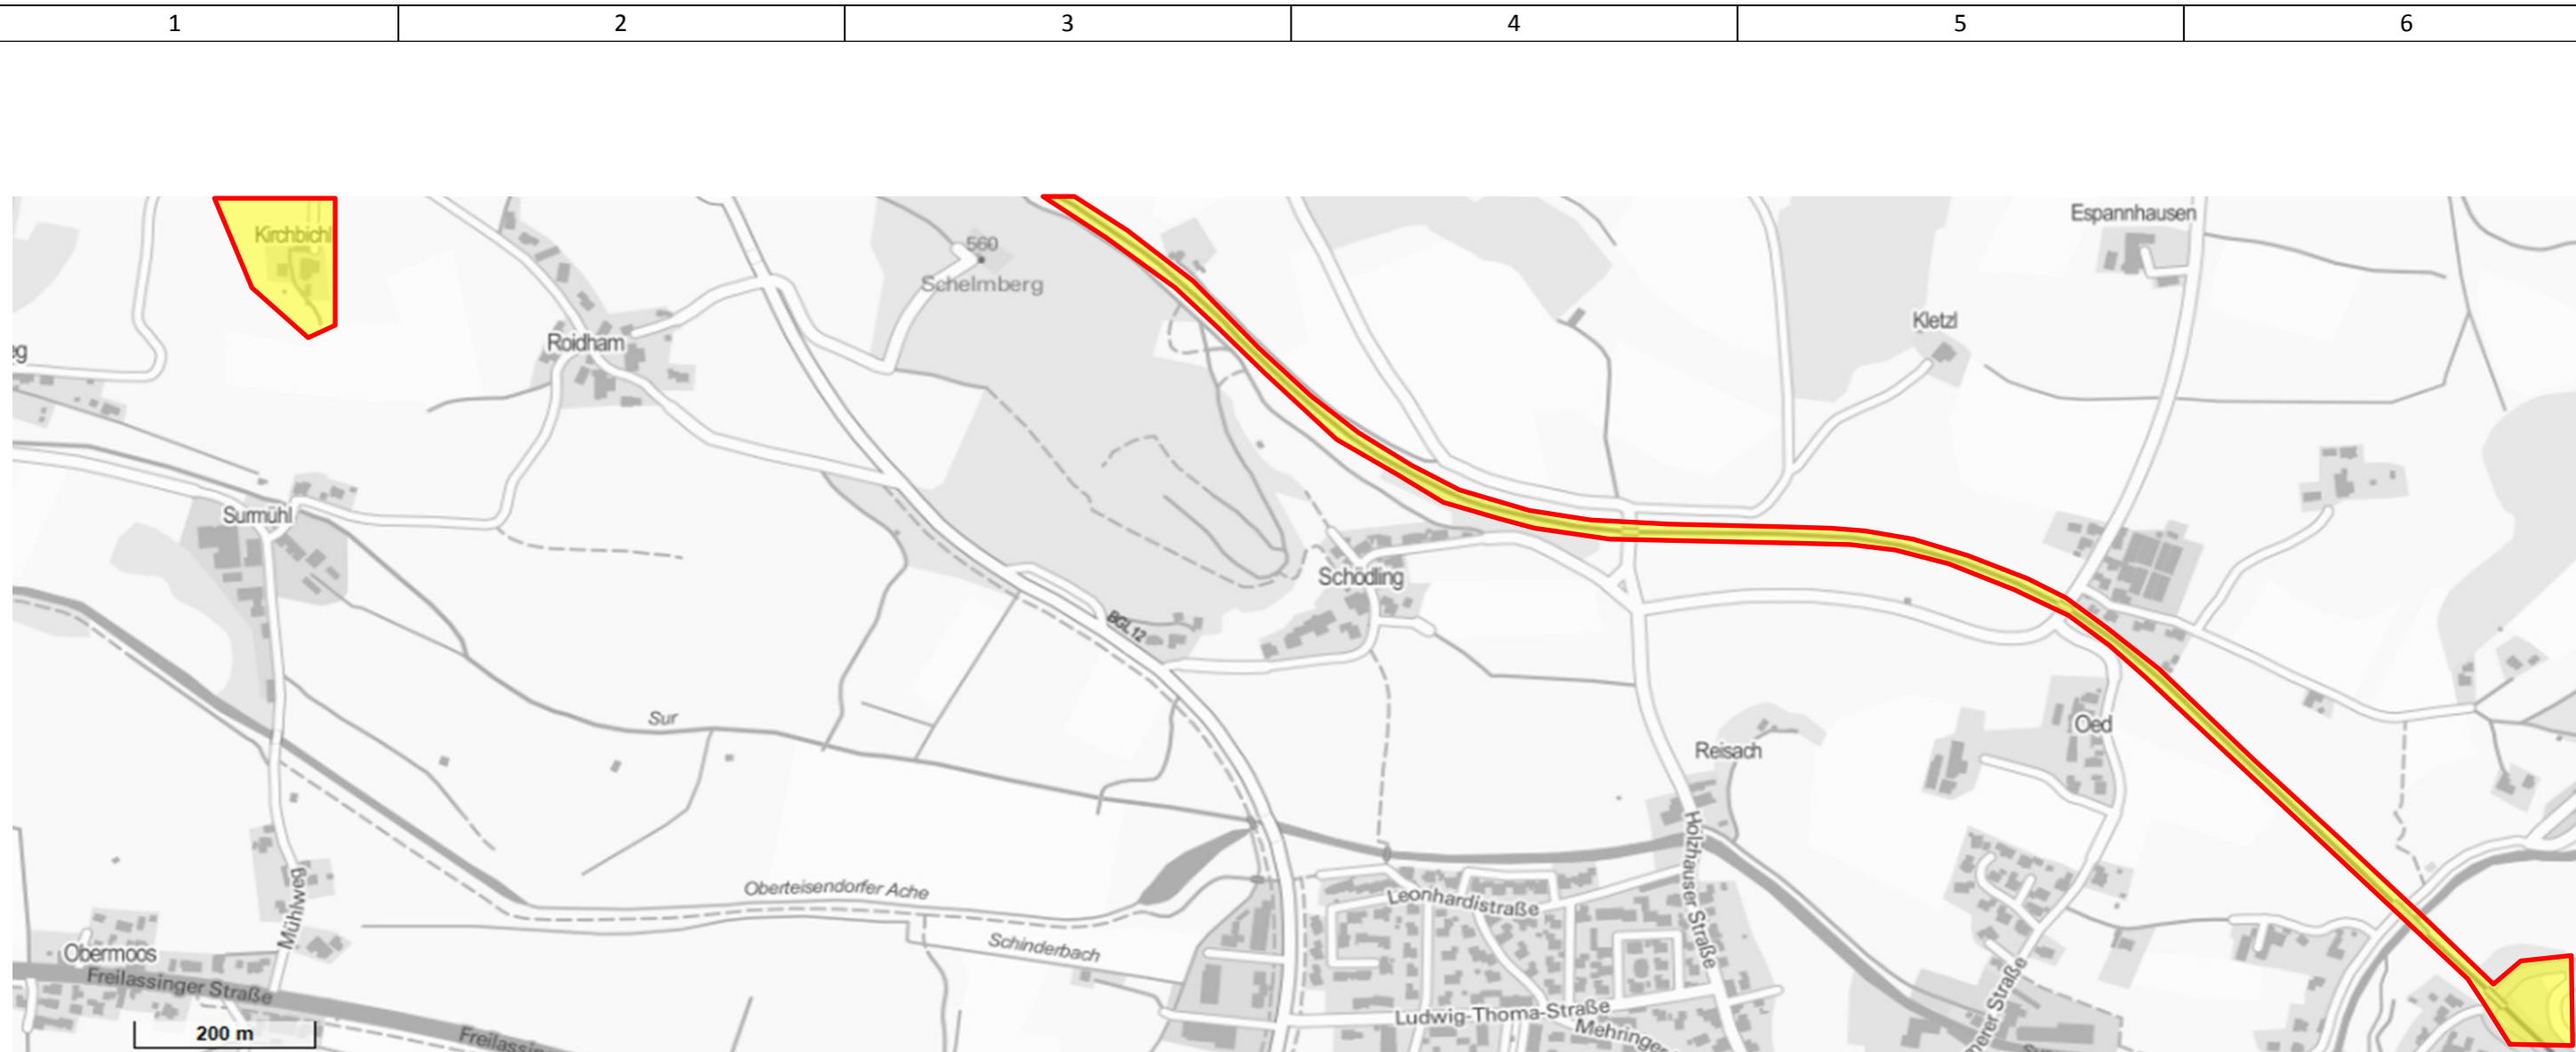 1 2 3 4 5 6
Espannhausen
Kirchbichl
560
Schelmberg
Kletzl
Roidham
Surmühl
Schödling
BGL12
Sur
Oed
Reisach
Holzhauser Straße
Oberteisendorfer Ache
Leonhardistraße
Mühlweg
Schinderbach
Obermoos
Freilassinger Straße
Ludwig-Thoma-Straße
200 m